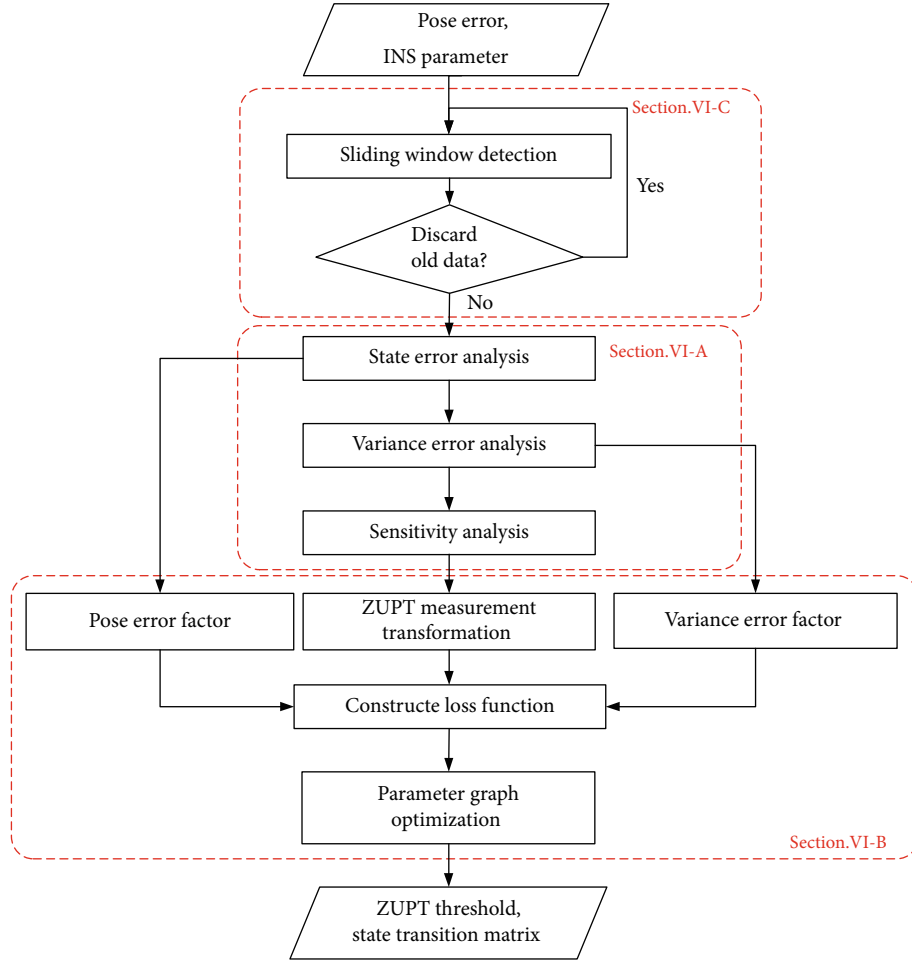 Pose error,
INS parameter
Section.VI-C
Sliding window detection
Yes
Discard
old data?
No
State error analysis
Section.VI-A
Variance error analysis
Sensitivity analysis
Pose error factor
ZUPT measurement
transformation
Variance error factor
Constructe loss function
Parameter graph
optimization
Section.VI-B
ZUPT threshold,
state transition matrix